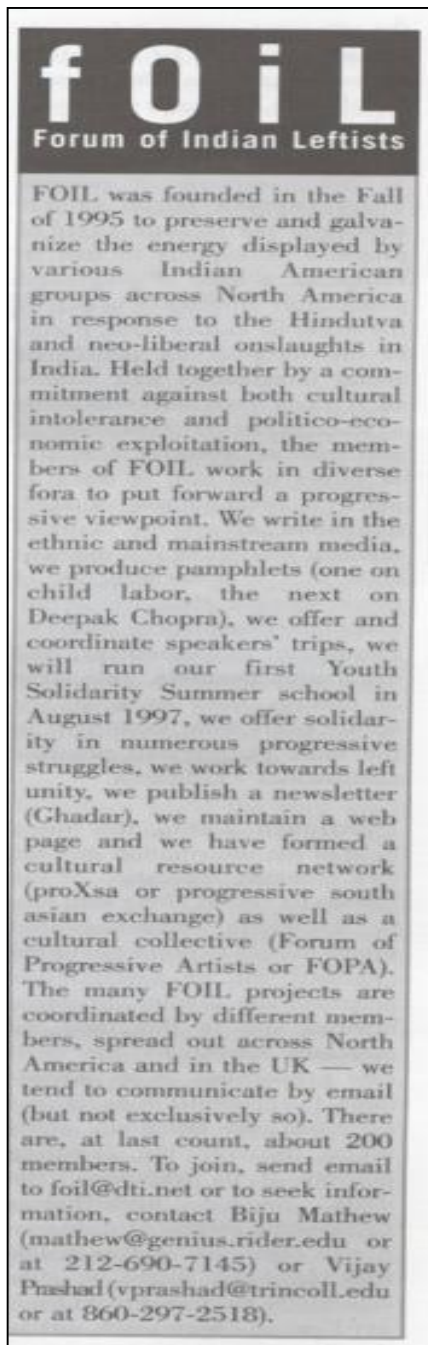 fOiL
Forum of Indian Leftists
FOIL was founded in the Fall
of 1995 to preserve and galva-
nize the energy displayed by
various Indian American
groups across North America
in response to the Hindutva
and neo-liberal onslaughts in
India. Held together by a com-
mitment against both cultural
intolerance and politico-eco-
nomic exploitation, the mem-
bers of FOIL work in diverse
fora to put forward a progres-
sive viewpoint. We write in the
ethnic and mainstream media,
we produce pamphlets (one on
child labor, the next on
Deepak Chopra), we offer and
coordinate speakers' trips, we
will run our first Youth
Solidarity Summer school in
August 1997, we offer solidar-
ity in numerous progressive
struggles, we work towards left
unity, we publish a newsletter
(Ghadar), we maintain a web
page and we have formed a
cultural resource network
(proXsa or progressive south
asian exchange) as well as a
cultural collective (Forum of
Progressive Artists or FOPA).
The many FOIL projects are
coordinated by different mem-
bers, spread out across North
America and in the UK — we
tend to communicate by email
(but not exclusively so). There
are, at last count, about 200
members. To join, send email
to foil@dti.net or to seek infor-
mation, contact Biju Mathew
(mathew@genius.rider.edu or
at 212-690-7145) or Vijay
Prashad (vprashad@trincoll.edu
or at 860-297-2518).